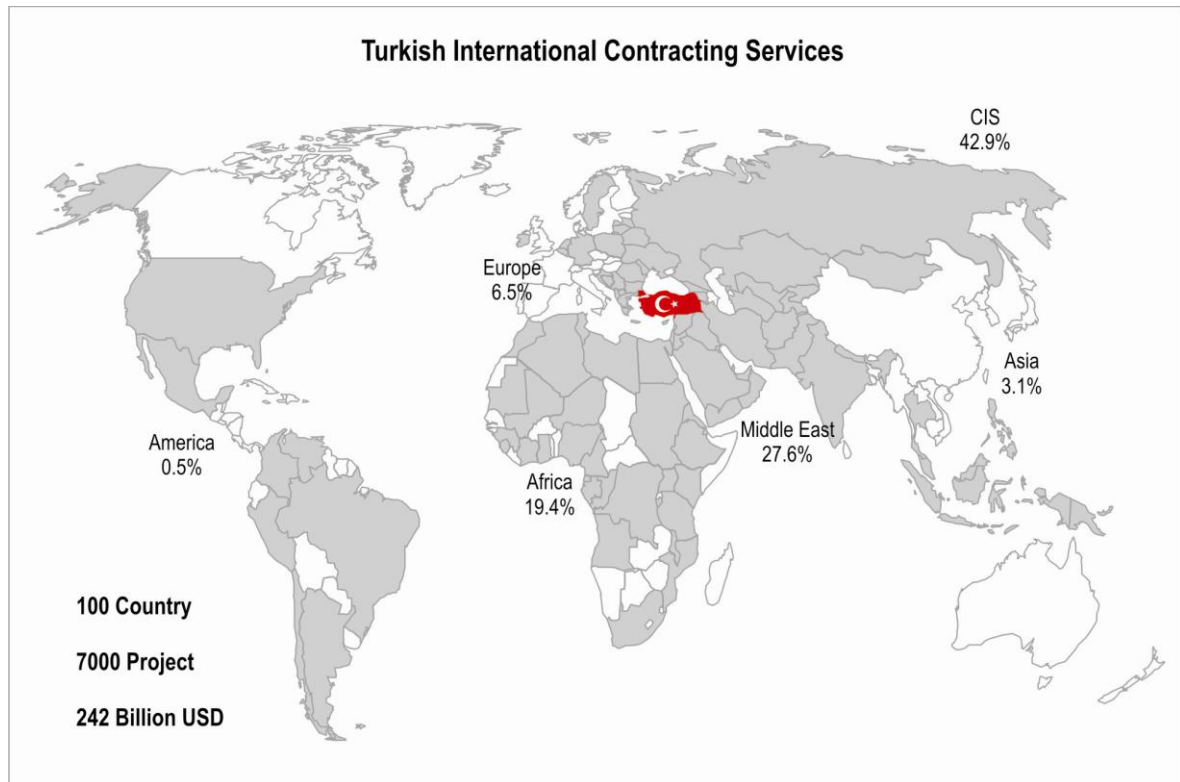 Turkish International Contracting Services
CIS
42.9%
Europe
6.5%
Asia
3.1%
America
0.5%
Middle East
27.6%
Africa
19.4%
100 Country
7000 Project
242 Billion USD